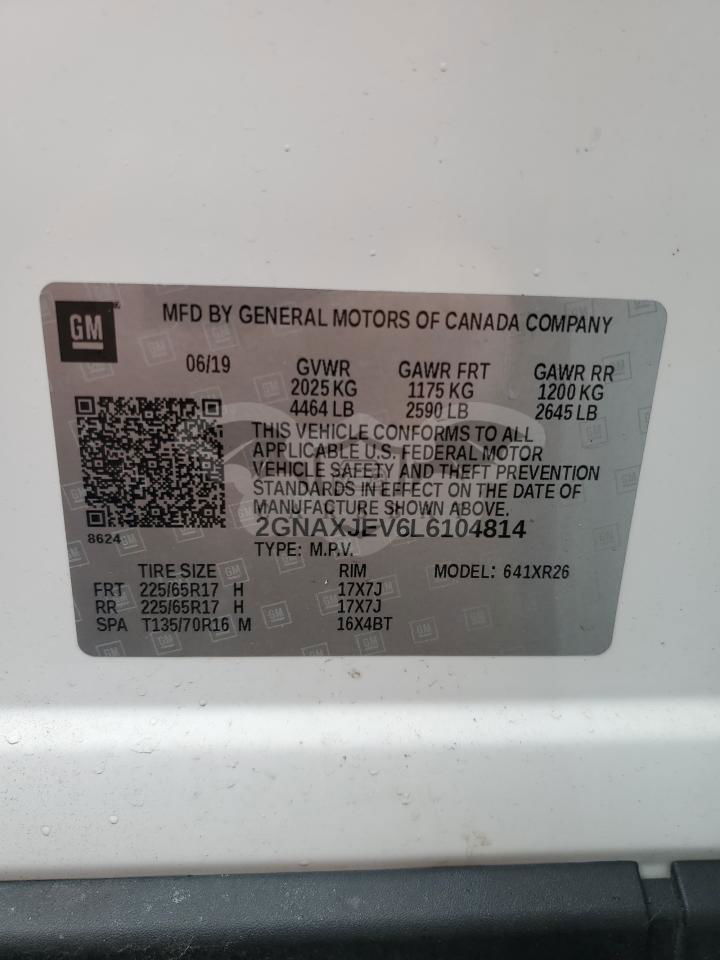 GM
MFD BY GENERAL MOTORS OF CANADA COMPANY
06/19 GVWR GAWR FRT GAWR RR
2025 KG 1175 KG 1200 KG
4464 LB 2590 LB 2645 LB
THIS VEHICLE CONFORMS TO ALL
APPLICABLE U.S. FEDERAL MOTOR
VEHICLE SAFETY AND THEFT PREVENTION
STANDARDS IN EFFECT ON THE DATE OF
MANUFACTURE SHOWN ABOVE.
8624 2GNAXJEV6L6104814
TYPE: M.P.V.
TIRE SIZE RIM MODEL: 641XR26
FRT 225/65R17 H 17X7J
RR 225/65R17 H 17X7J
SPA T135/70R16 M 16X4BT